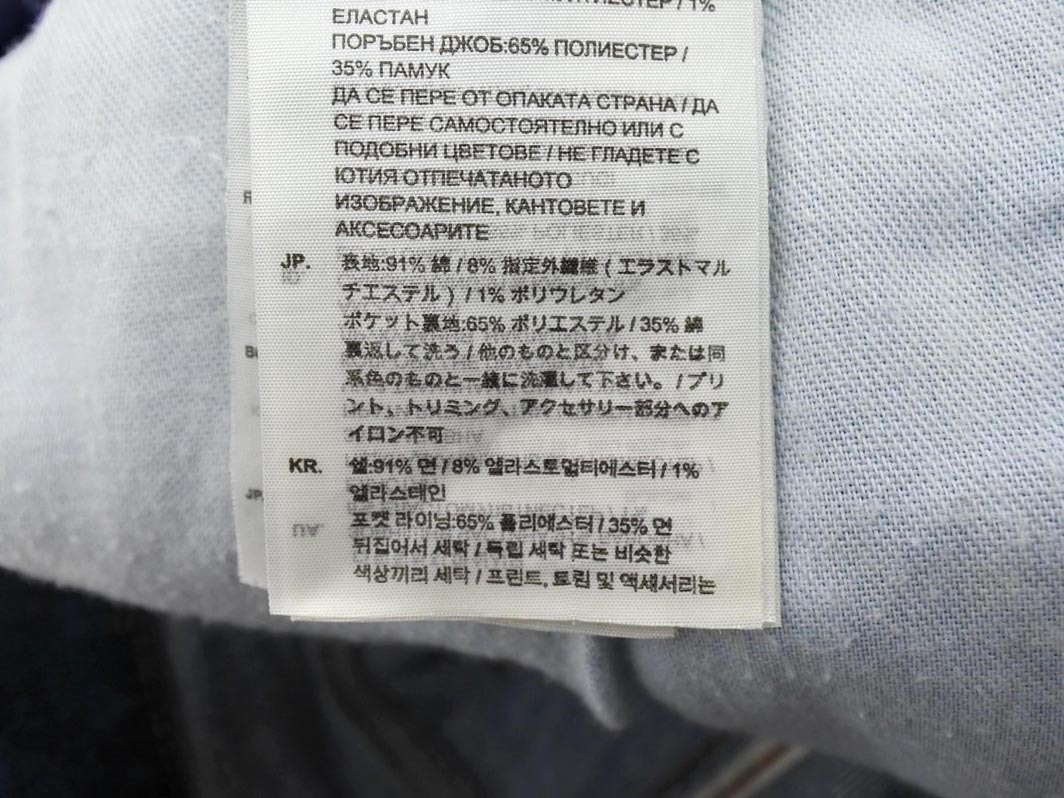 ЕЛАСТАН
ПОРЪБЕН ДЖОБ:65% ПОЛИЕСТЕР /
35% ПАМУК
ДА СЕ ПЕРЕ ОТ ОПАКАТА СТРАНА / ДА
СЕ ПЕРЕ САМОСТОЯТЕЛНО ИЛИ С
ПОДОБНИ ЦВЕТОВЕ / НЕ ГЛАДЕТЕ С
ЮТИЯ ОТПЕЧАТАНОТО
ИЗОБРАЖЕНИЕ, КАНТОВЕТЕ И
АКСЕСОАРИТЕ
JP. 表地:91% 綿 / 8% 指定外繊維 ( エラストマル
チエステル ) / 1% ポリウレタン
ポケット裏地:65% ポリエステル / 35% 綿
裏返して洗う / 他のものと区分け、または同
系色のものと一緒に洗濯して下さい。 / プリ
ント、トリミング、アクセサリー部分へのア
イロン不可
KR. 쉘:91% 면 / 8% 엘라스토멀티에스터 / 1%
엘라스테인
포켓 라이닝:65% 폴리에스터 / 35% 면
뒤집어서 세탁 / 독립 세탁 또는 비슷한
색상끼리 세탁 / 프린트, 트림 및 액세서리는